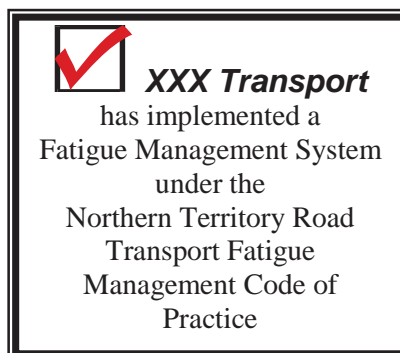 XXX Transport
has implemented a
Fatigue Management System
under the
Northern Territory Road
Transport Fatigue
Management Code of
Practice